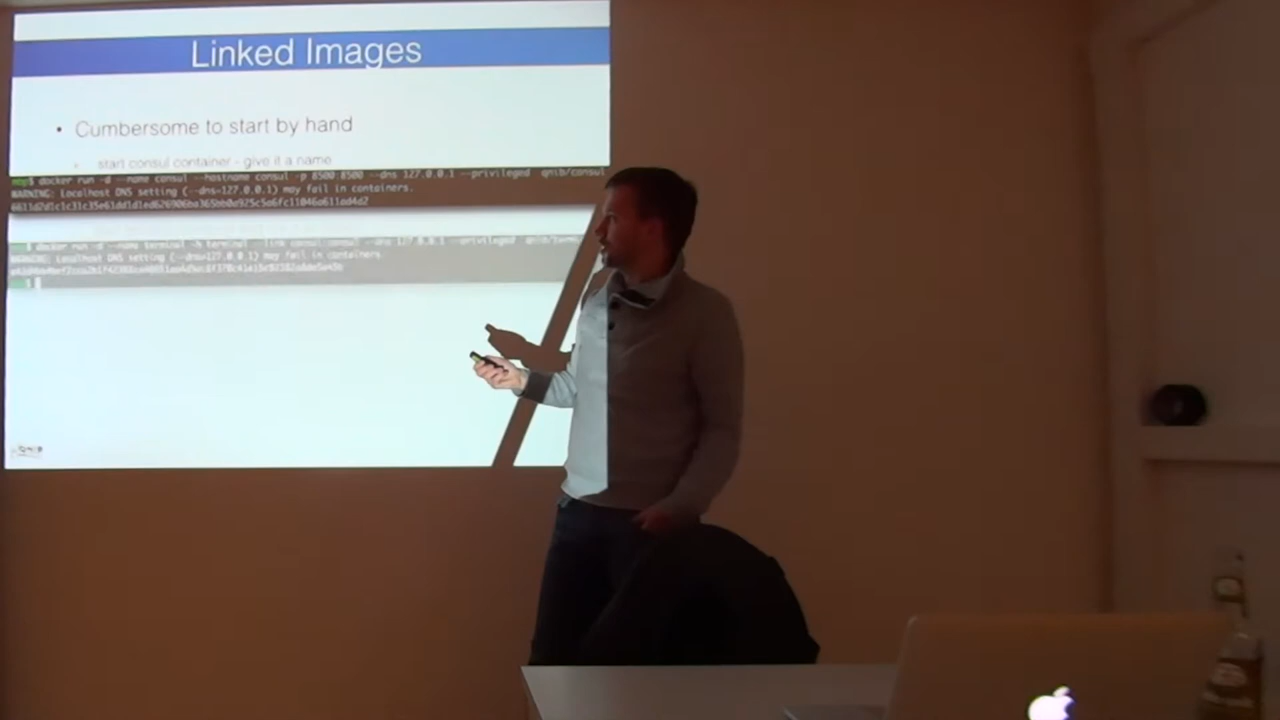 Linked Images
• Cumbersome to start by hand
start consul container - give it a name
$ docker run -d --name consul --hostname consul -p 8500:8500 --dns 127.0.0.1 --privileged qnib/consul
WARNING: Localhost DNS setting (--dns=127.0.0.1) may fail in containers.
$ docker run -d --name terminal -h terminal --link consul:consul --dns 127.0.0.1 --privileged
WARNING: Localhost DNS setting (--dns=127.0.0.1) may fail in containers.